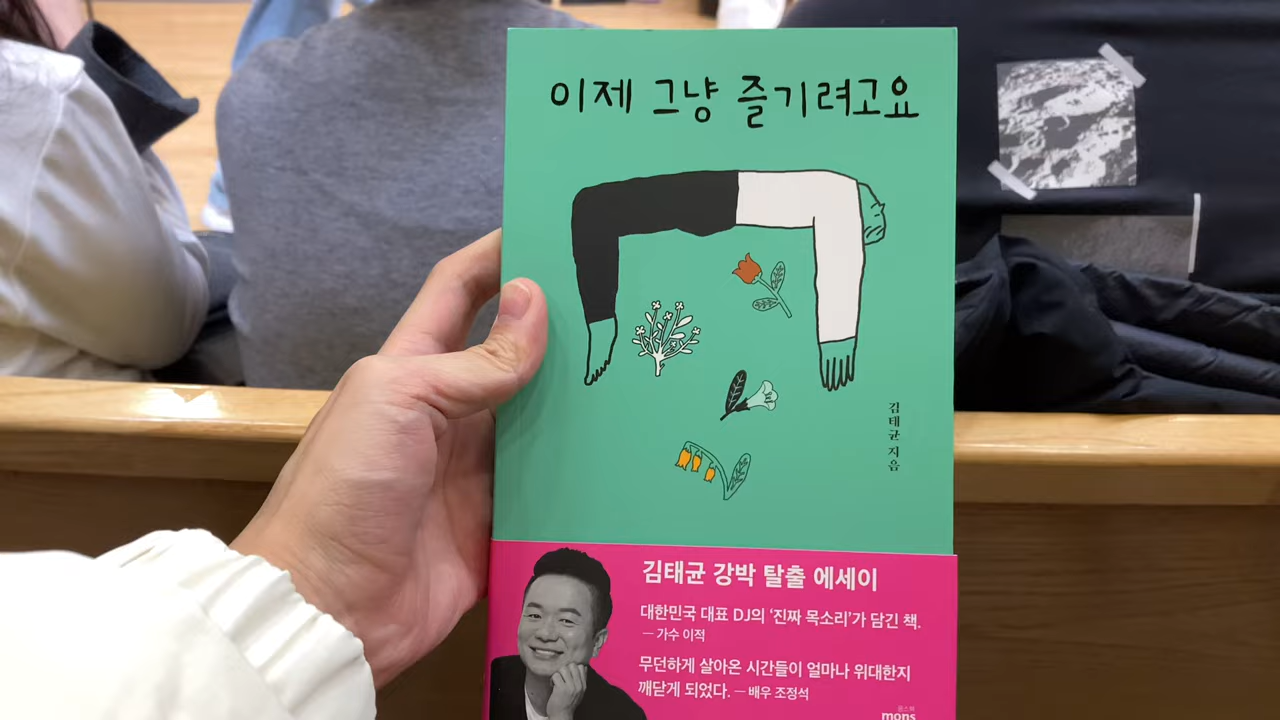 이제 그냥 즐기려고요
김태균 지음
김태균 강박 탈출 에세이
대한민국 대표 DJ의 '진짜 목소리'가 담긴 책.
— 가수 이적
무던하게 살아온 시간들이 얼마나 위대한지
깨닫게 되었다. — 배우 조정석
몬스북
mons